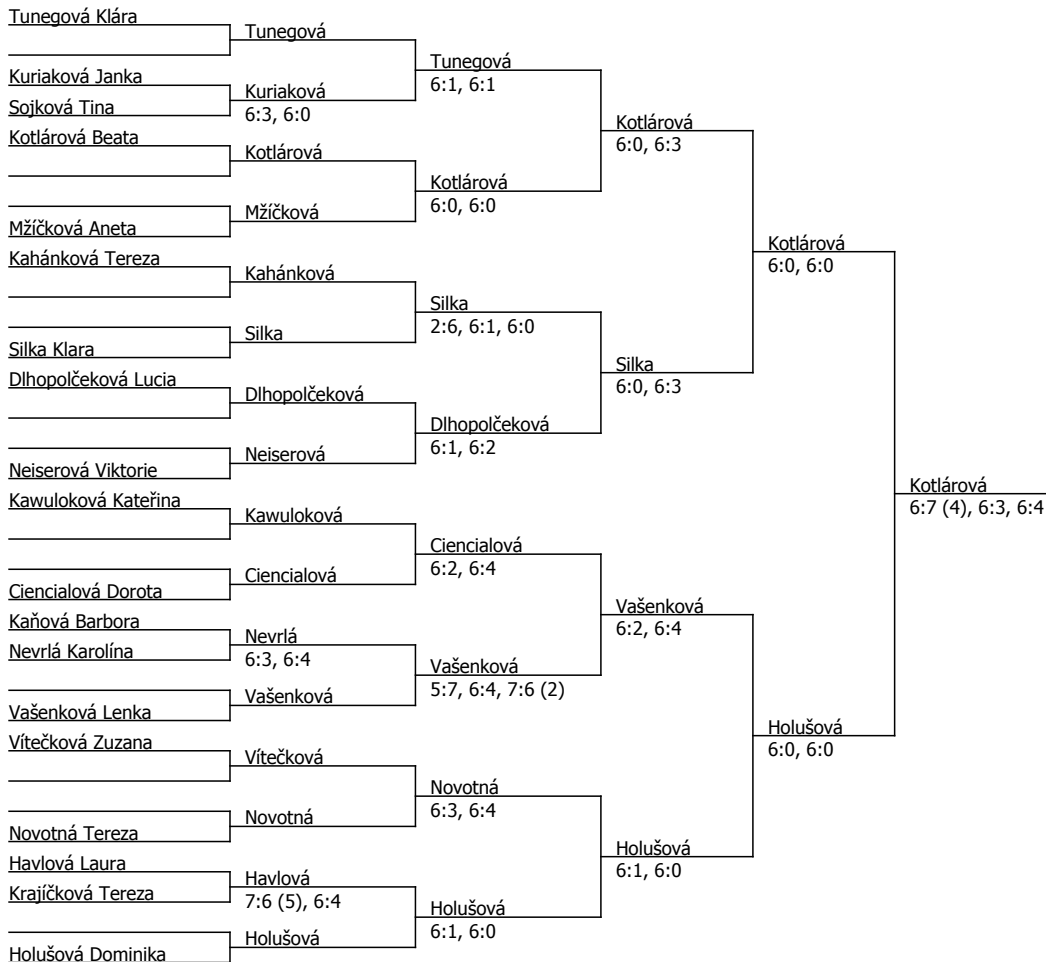 Tunegová Klára
Kuriaková Janka
Sojková Tina
Kotlárová Beata
Mžíčková Aneta
Kahánková Tereza
Silka Klara
Dlhopolčeková Lucia
Neiserová Viktorie
Kawuloková Kateřina
Ciencialová Dorota
Kaňová Barbora
Nevrlá Karolína
Vašenková Lenka
Vítečková Zuzana
Novotná Tereza
Havlová Laura
Krajíčková Tereza
Holušová Dominika
Tunegová
Kuriaková
6:3, 6:0
Kotlárová
Mžíčková
Kahánková
Silka
Dlhopolčeková
Neiserová
Kawuloková
Ciencialová
Nevrlá
6:3, 6:4
Vašenková
Vítečková
Novotná
Havlová
7:6 (5), 6:4
Holušová
Tunegová
6:1, 6:1
Kotlárová
6:0, 6:0
Silka
2:6, 6:1, 6:0
Dlhopolčeková
6:1, 6:2
Ciencialová
6:2, 6:4
Vašenková
5:7, 6:4, 7:6 (2)
Novotná
6:3, 6:4
Holušová
6:1, 6:0
Kotlárová
6:0, 6:3
Silka
6:0, 6:3
Vašenková
6:2, 6:4
Holušová
6:1, 6:0
Kotlárová
6:0, 6:0
Holušová
6:0, 6:0
Kotlárová
6:7 (4), 6:3, 6:4